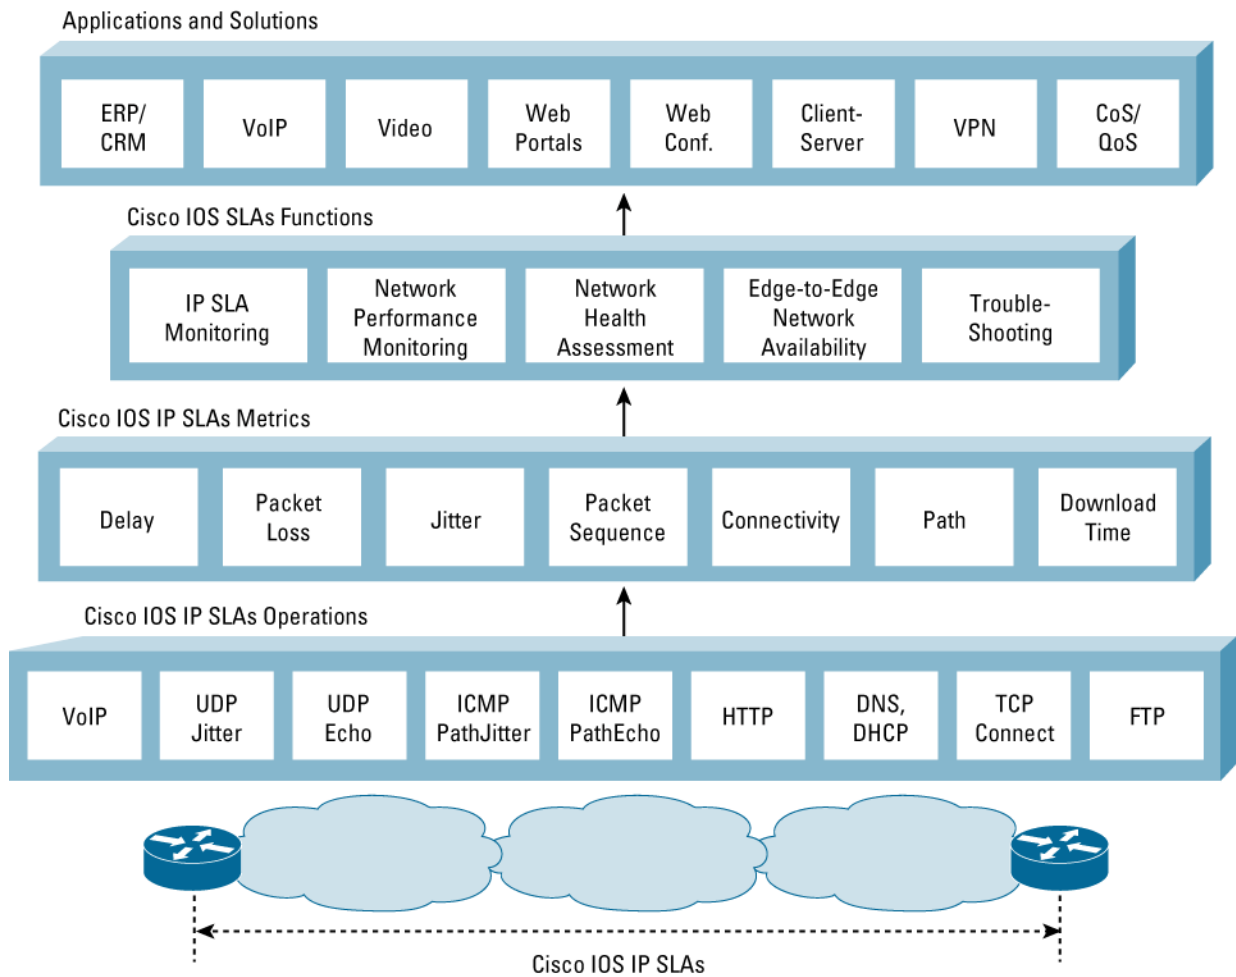 Applications and Solutions
ERP/
CRM
VoIP
Video
Web
Portals
Web
Conf.
Client-
Server
VPN
CoS/
QoS
Cisco IOS SLAs Functions
IP SLA
Monitoring
Network
Performance
Monitoring
Network
Health
Assessment
Edge-to-Edge
Network
Availability
Trouble-
Shooting
Cisco IOS IP SLAs Metrics
Delay
Packet
Loss
Jitter
Packet
Sequence
Connectivity
Path
Download
Time
Cisco IOS IP SLAs Operations
VoIP
UDP
Jitter
UDP
Echo
ICMP
PathJitter
ICMP
PathEcho
HTTP
DNS,
DHCP
TCP
Connect
FTP
Cisco IOS IP SLAs